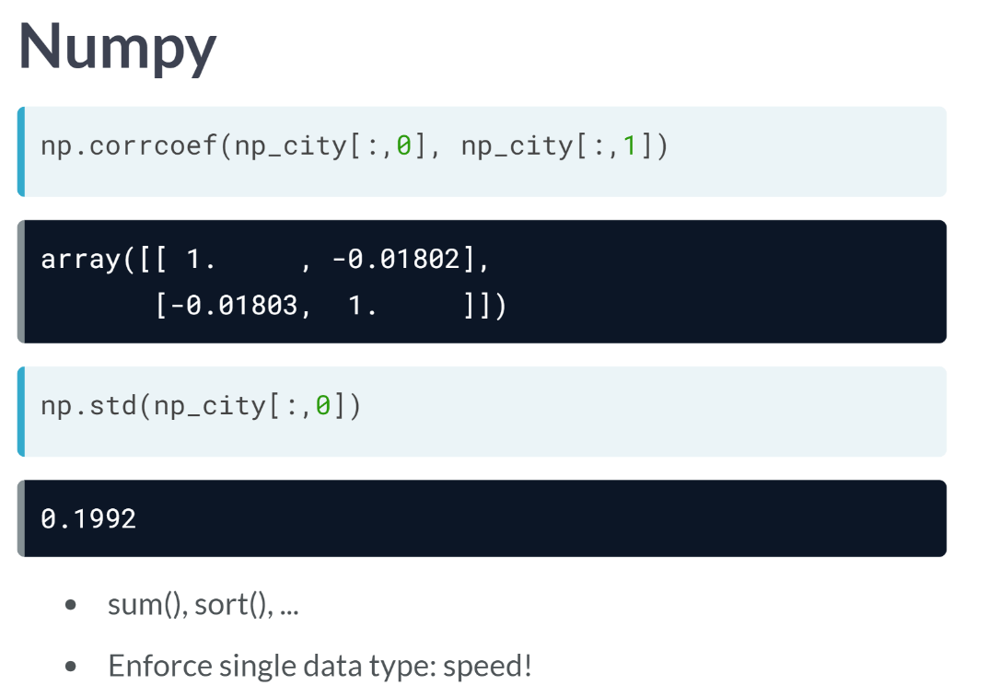 Numpy
np.corrcoef(np_city[:,0], np_city[:,1])
array([[ 1.     , -0.01802],
       [-0.01803,  1.     ]])
np.std(np_city[:,0])
0.1992
• sum(), sort(), ...
• Enforce single data type: speed!